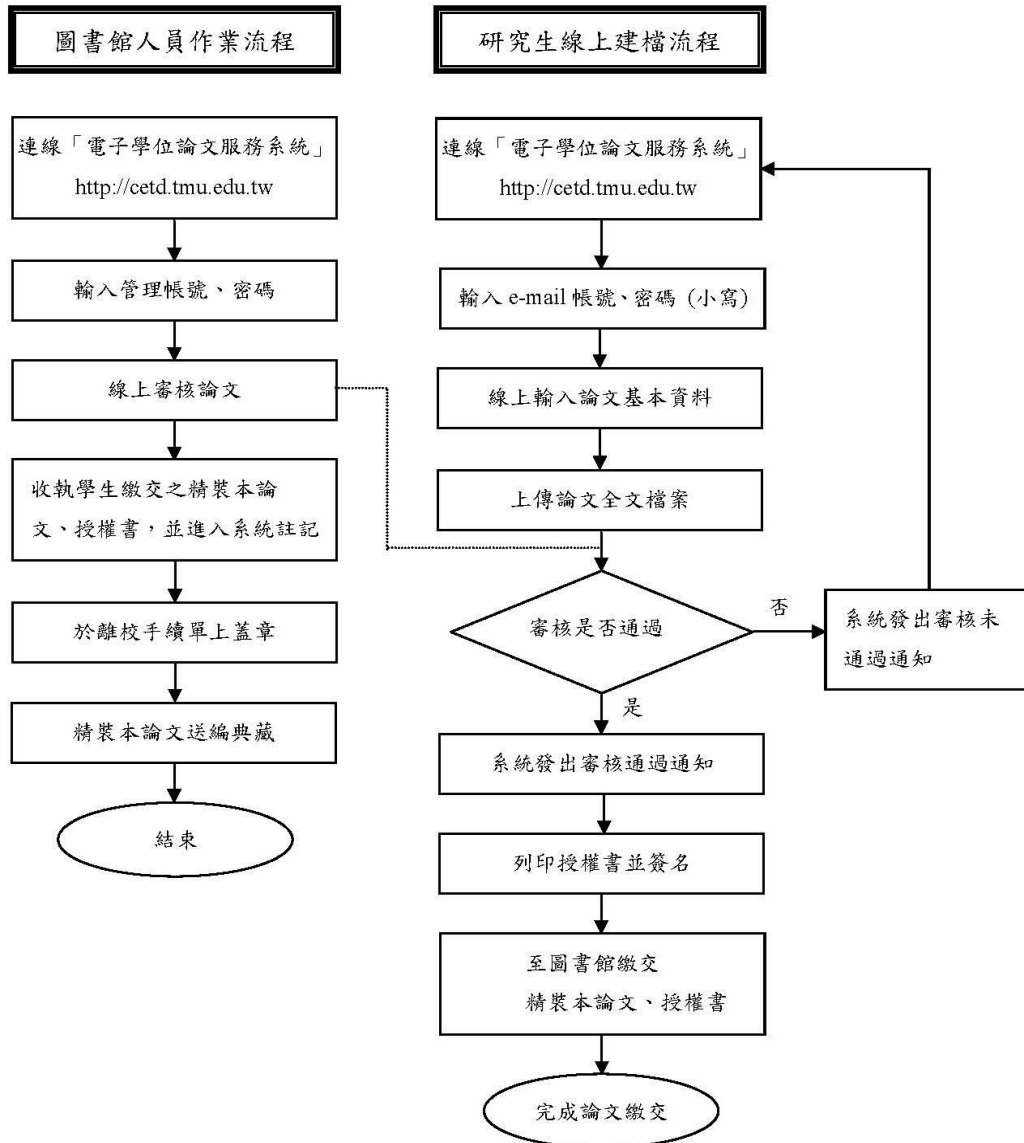 圖書館人員作業流程
連線「電子學位論文服務系統」
http://cetd.tmu.edu.tw
輸入管理帳號、密碼
線上審核論文
收執學生繳交之精裝本論
文、授權書，並進入系統註記
於離校手續單上蓋章
精裝本論文送編典藏
結束
研究生線上建檔流程
連線「電子學位論文服務系統」
http://cetd.tmu.edu.tw
輸入 e-mail 帳號、密碼 (小寫)
線上輸入論文基本資料
上傳論文全文檔案
審核是否通過
否
系統發出審核未
通過通知
是
系統發出審核通過通知
列印授權書並簽名
至圖書館繳交
精裝本論文、授權書
完成論文繳交